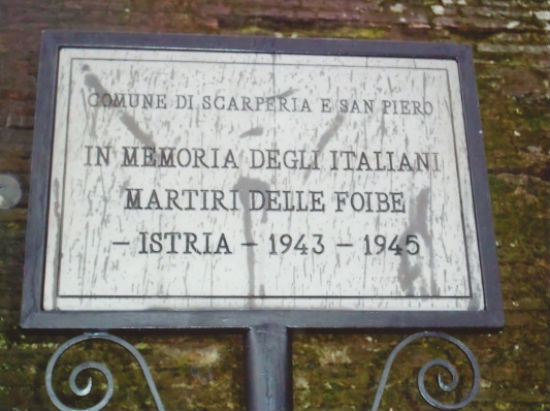 COMUNE DI SCARPERIA E SAN PIERO
IN MEMORIA DEGLI ITALIANI
MARTIRI DELLE FOIBE
– ISTRIA – 1943 – 1945